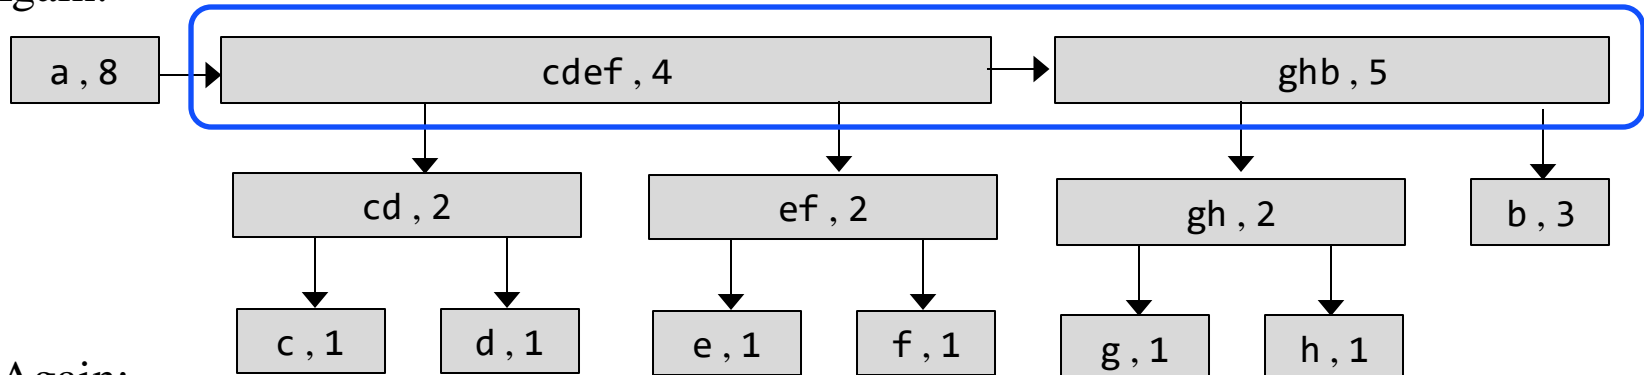 a , 8 cdef , 4 ghb , 5
cd , 2 ef , 2 gh , 2 b , 3
c , 1 d , 1 e , 1 f , 1 g , 1 h , 1